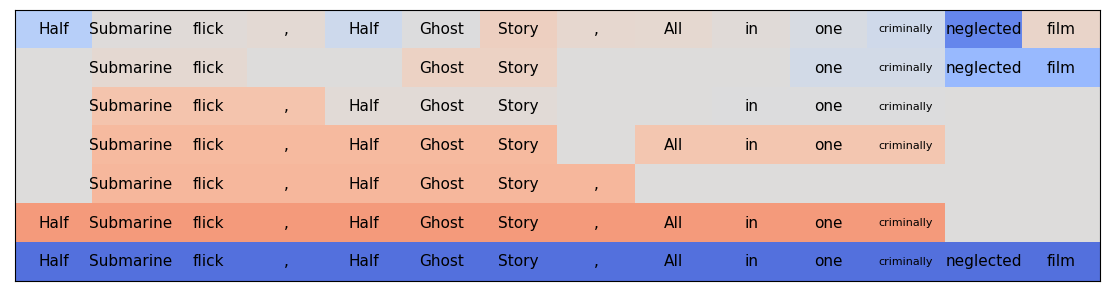 Half Submarine flick , Half Ghost Story , All in one criminally neglected film
Submarine flick Ghost Story one criminally neglected film
Submarine flick , Half Ghost Story in one criminally
Submarine flick , Half Ghost Story All in one criminally
Submarine flick , Half Ghost Story ,
Half Submarine flick , Half Ghost Story , All in one criminally
Half Submarine flick , Half Ghost Story , All in one criminally neglected film